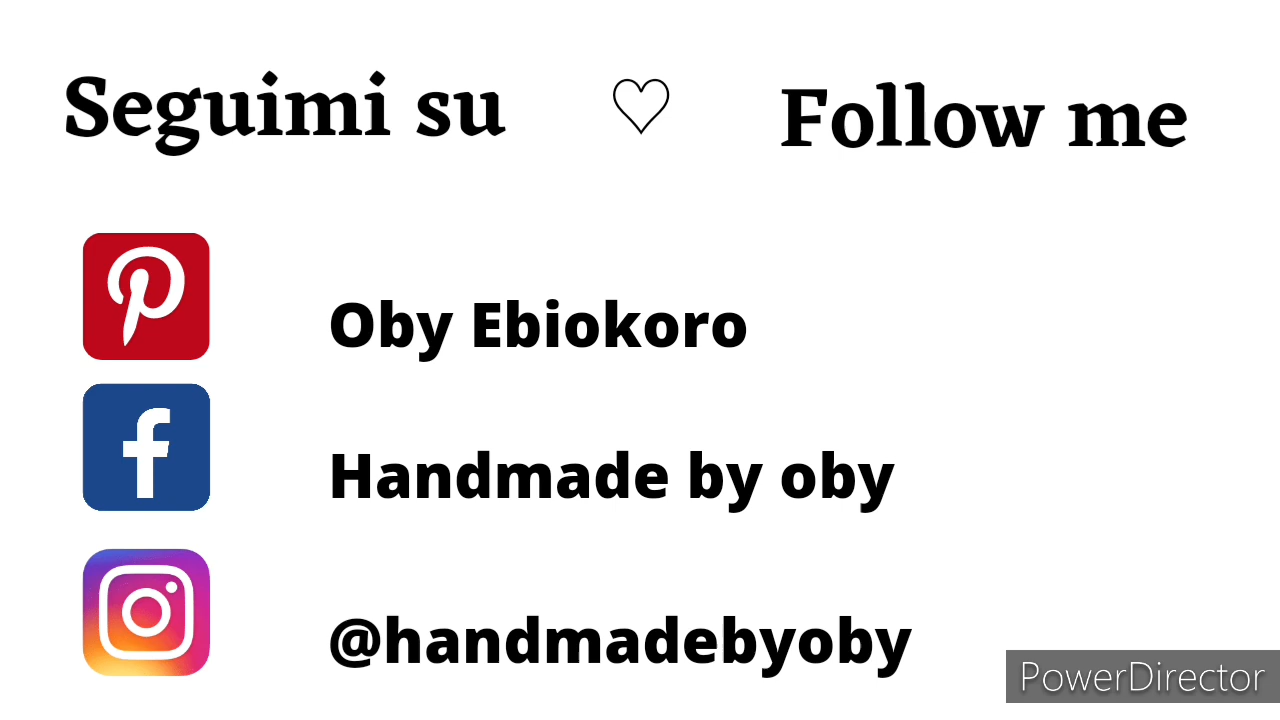 Seguimi su ♡ Follow me
Oby Ebiokoro
Handmade by oby
@handmadebyoby
PowerDirector